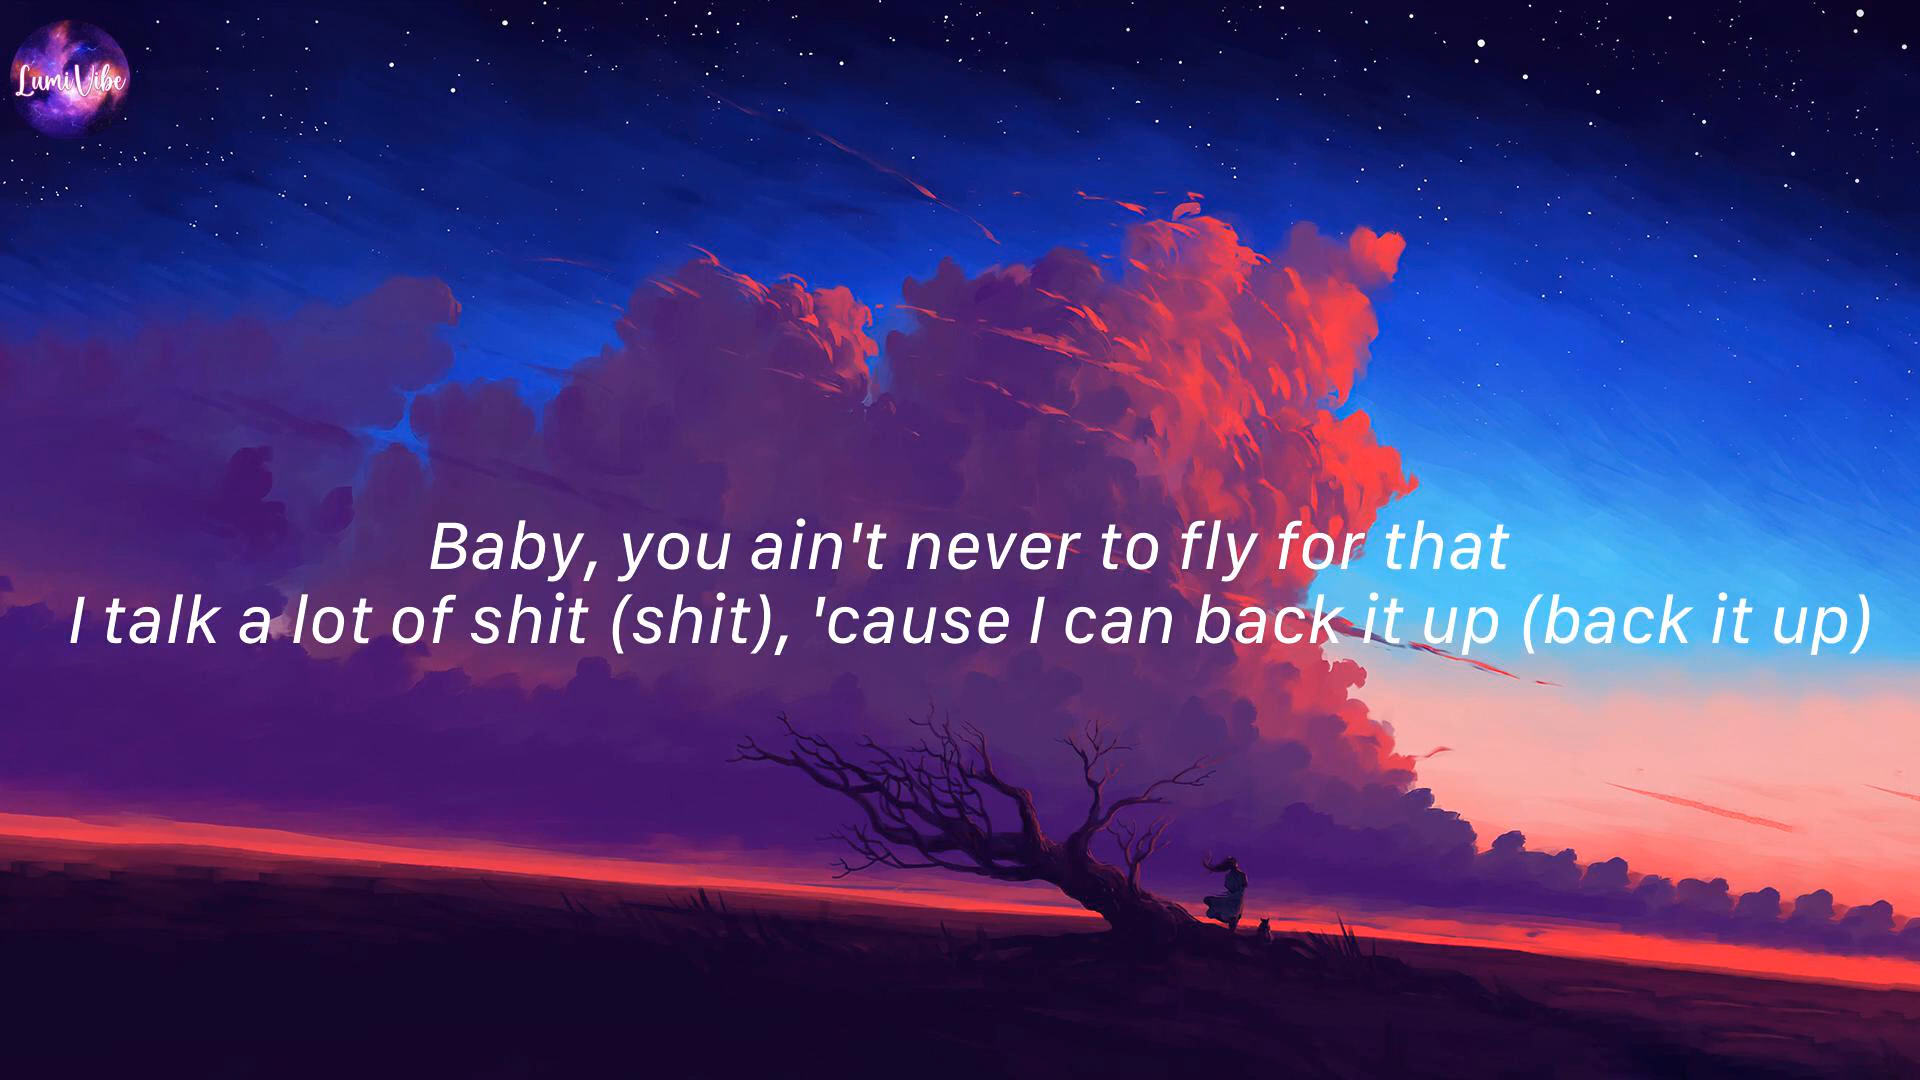 LumiVibe
Baby, you ain't never to fly for that
I talk a lot of shit (shit), 'cause I can back it up (back it up)